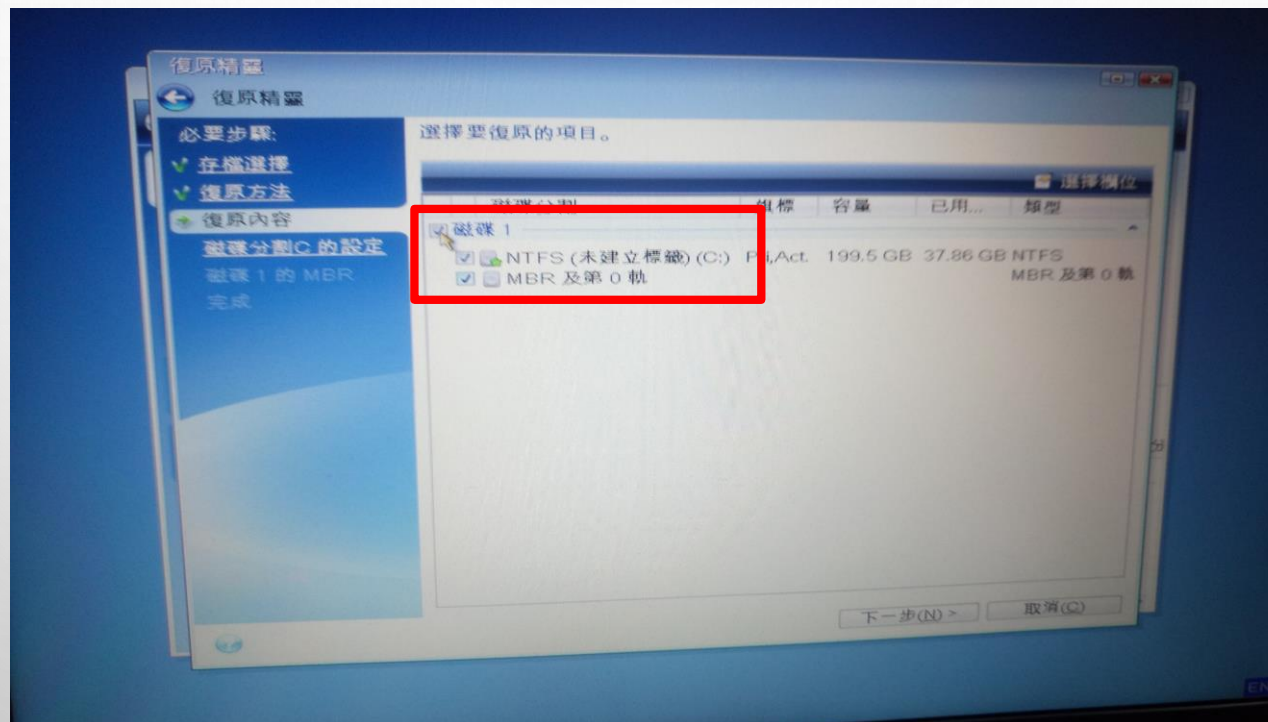 復原精靈
復原精靈
必要步驟:
存檔選擇
復原方法
復原內容
磁碟分割C 的設定
磁碟 1 的 MBR
完成
選擇要復原的項目。
選擇欄位
磁碟分割 旗標 容量 已用... 類型
磁碟 1
NTFS (未建立標籤) (C:) Pri,Act. 199.5 GB 37.86 GB NTFS
MBR 及第 0 軌 MBR 及第 0 軌
下一步(N) >
取消(C)
EN